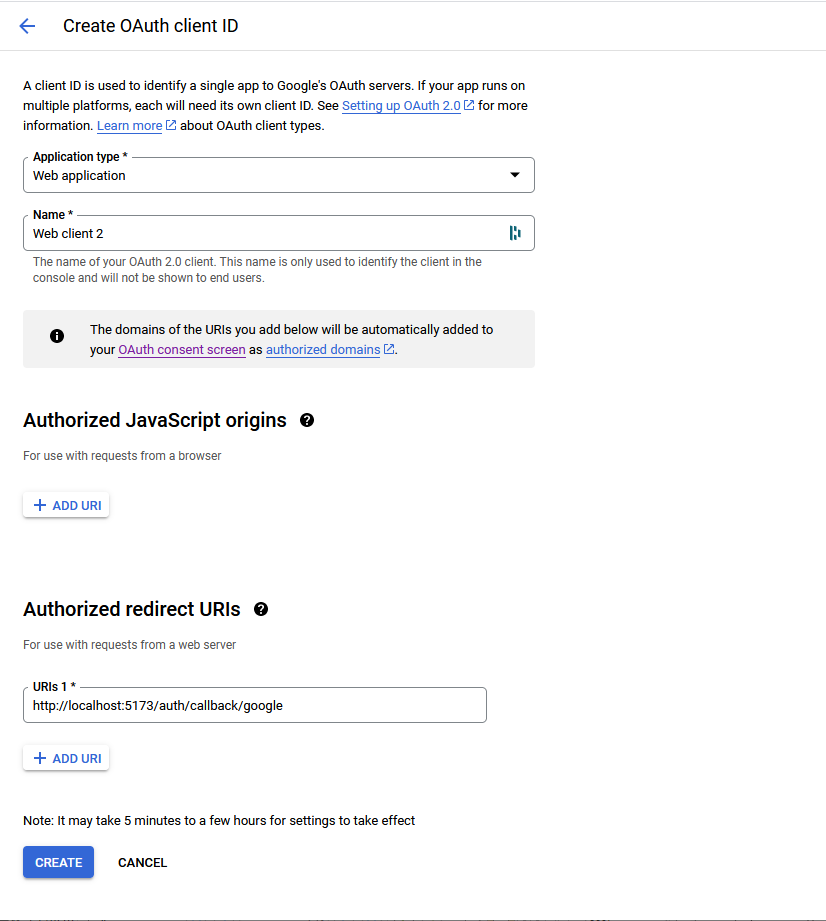 Create OAuth client ID
A client ID is used to identify a single app to Google's OAuth servers. If your app runs on
multiple platforms, each will need its own client ID. See Setting up OAuth 2.0 for more
information. Learn more about OAuth client types.
Application type *
Web application
Name *
Web client 2
The name of your OAuth 2.0 client. This name is only used to identify the client in the
console and will not be shown to end users.
The domains of the URIs you add below will be automatically added to
your OAuth consent screen as authorized domains.
Authorized JavaScript origins
For use with requests from a browser
ADD URI
Authorized redirect URIs
For use with requests from a web server
URIs 1 *
http://localhost:5173/auth/callback/google
ADD URI
Note: It may take 5 minutes to a few hours for settings to take effect
CREATE CANCEL